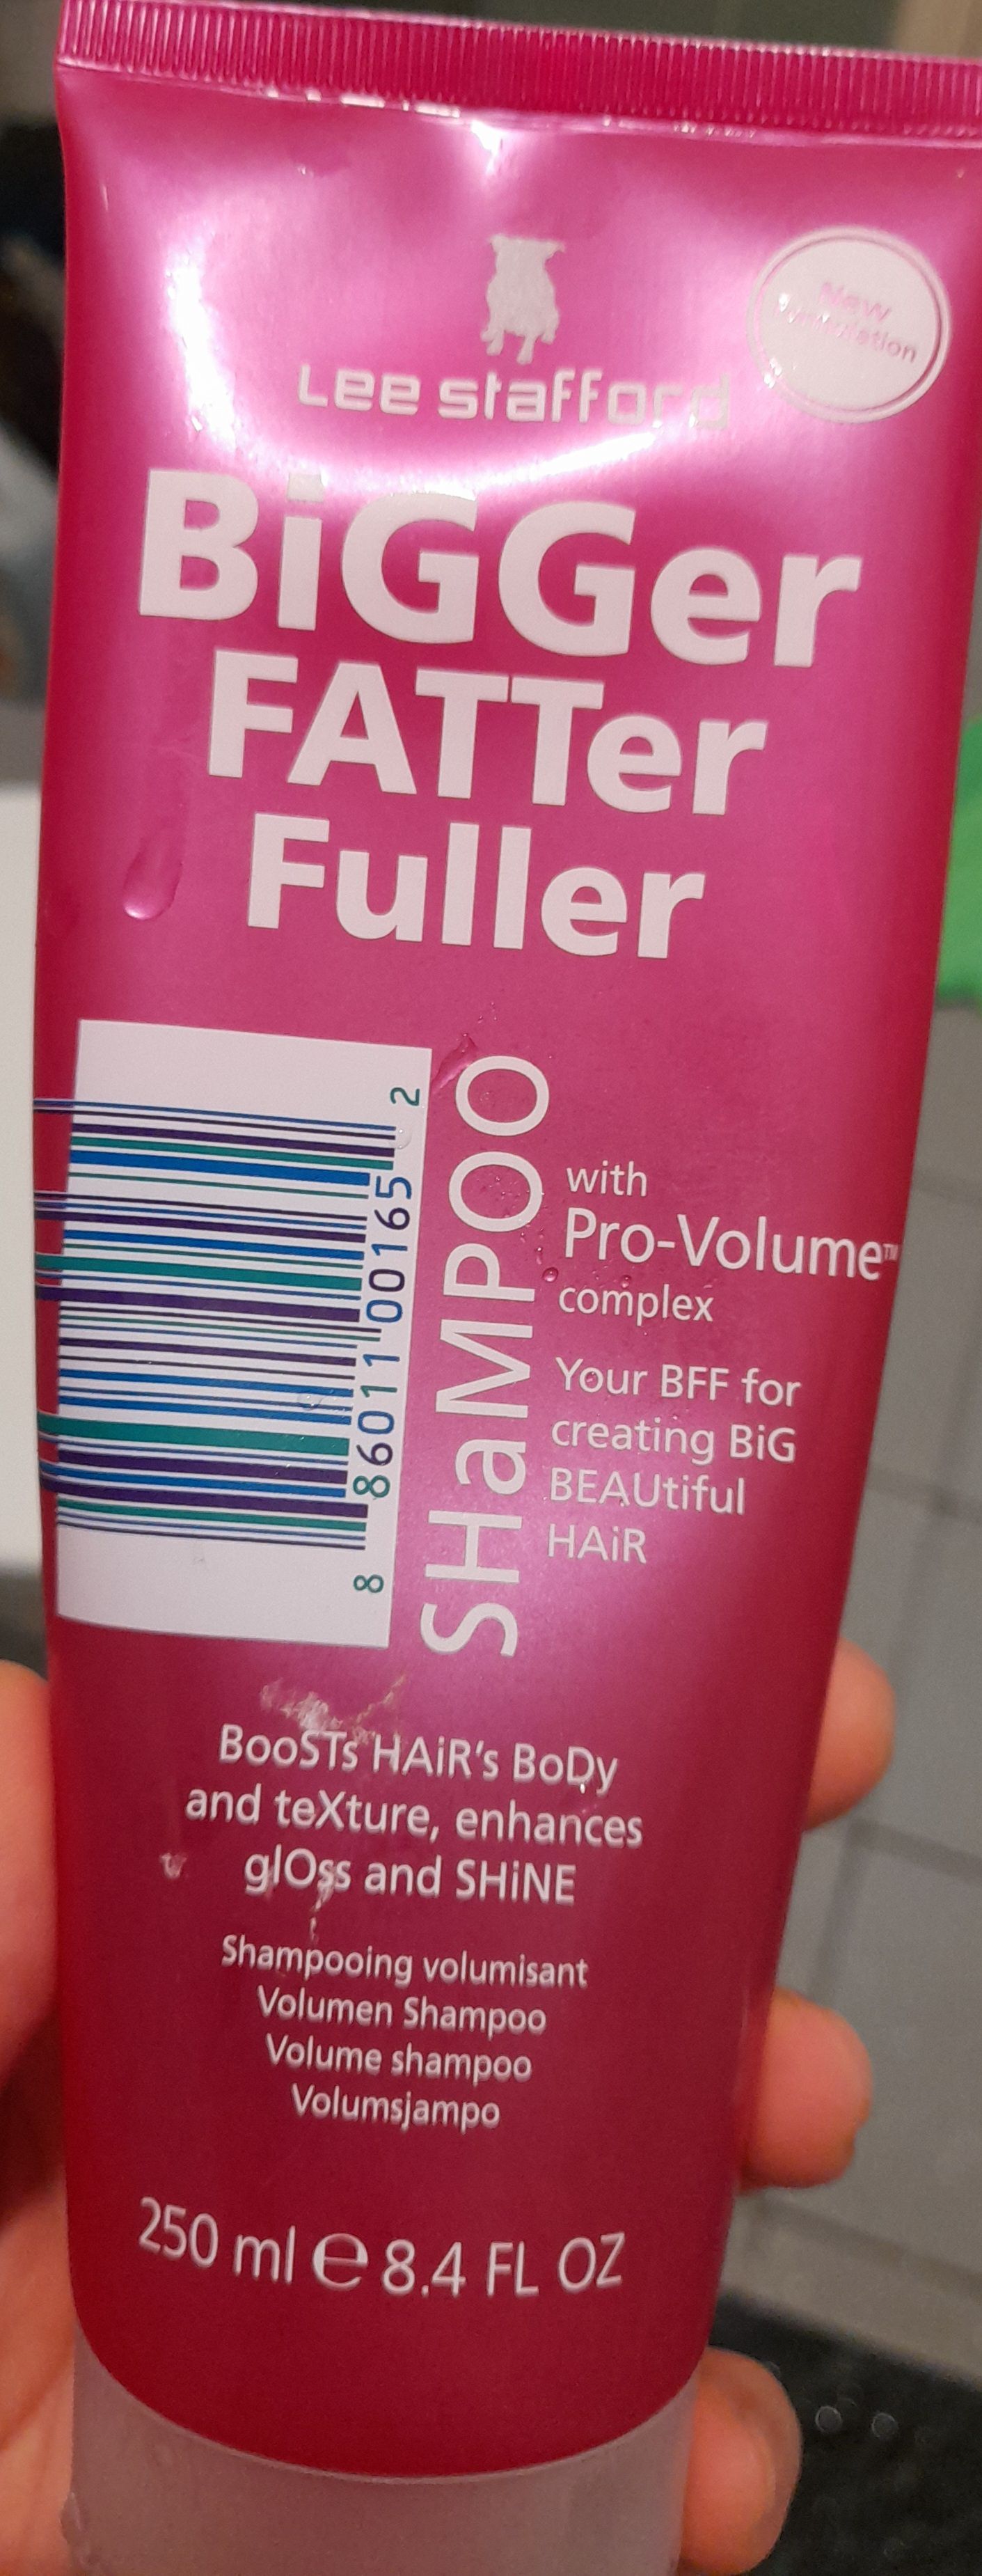 New
Formulation
Lee stafford
BiGGer
FATTer
Fuller
SHaMPOO
with
Pro-Volume™
complex
Your BFF for
creating BiG
BEAUtiful
HAiR
8 86011 00165 2
BooSTs HAiR's BoDy
and teXture, enhances
glOss and SHiNE
Shampooing volumisant
Volumen Shampoo
Volume shampoo
Volumsjampo
250 ml e 8.4 FL OZ